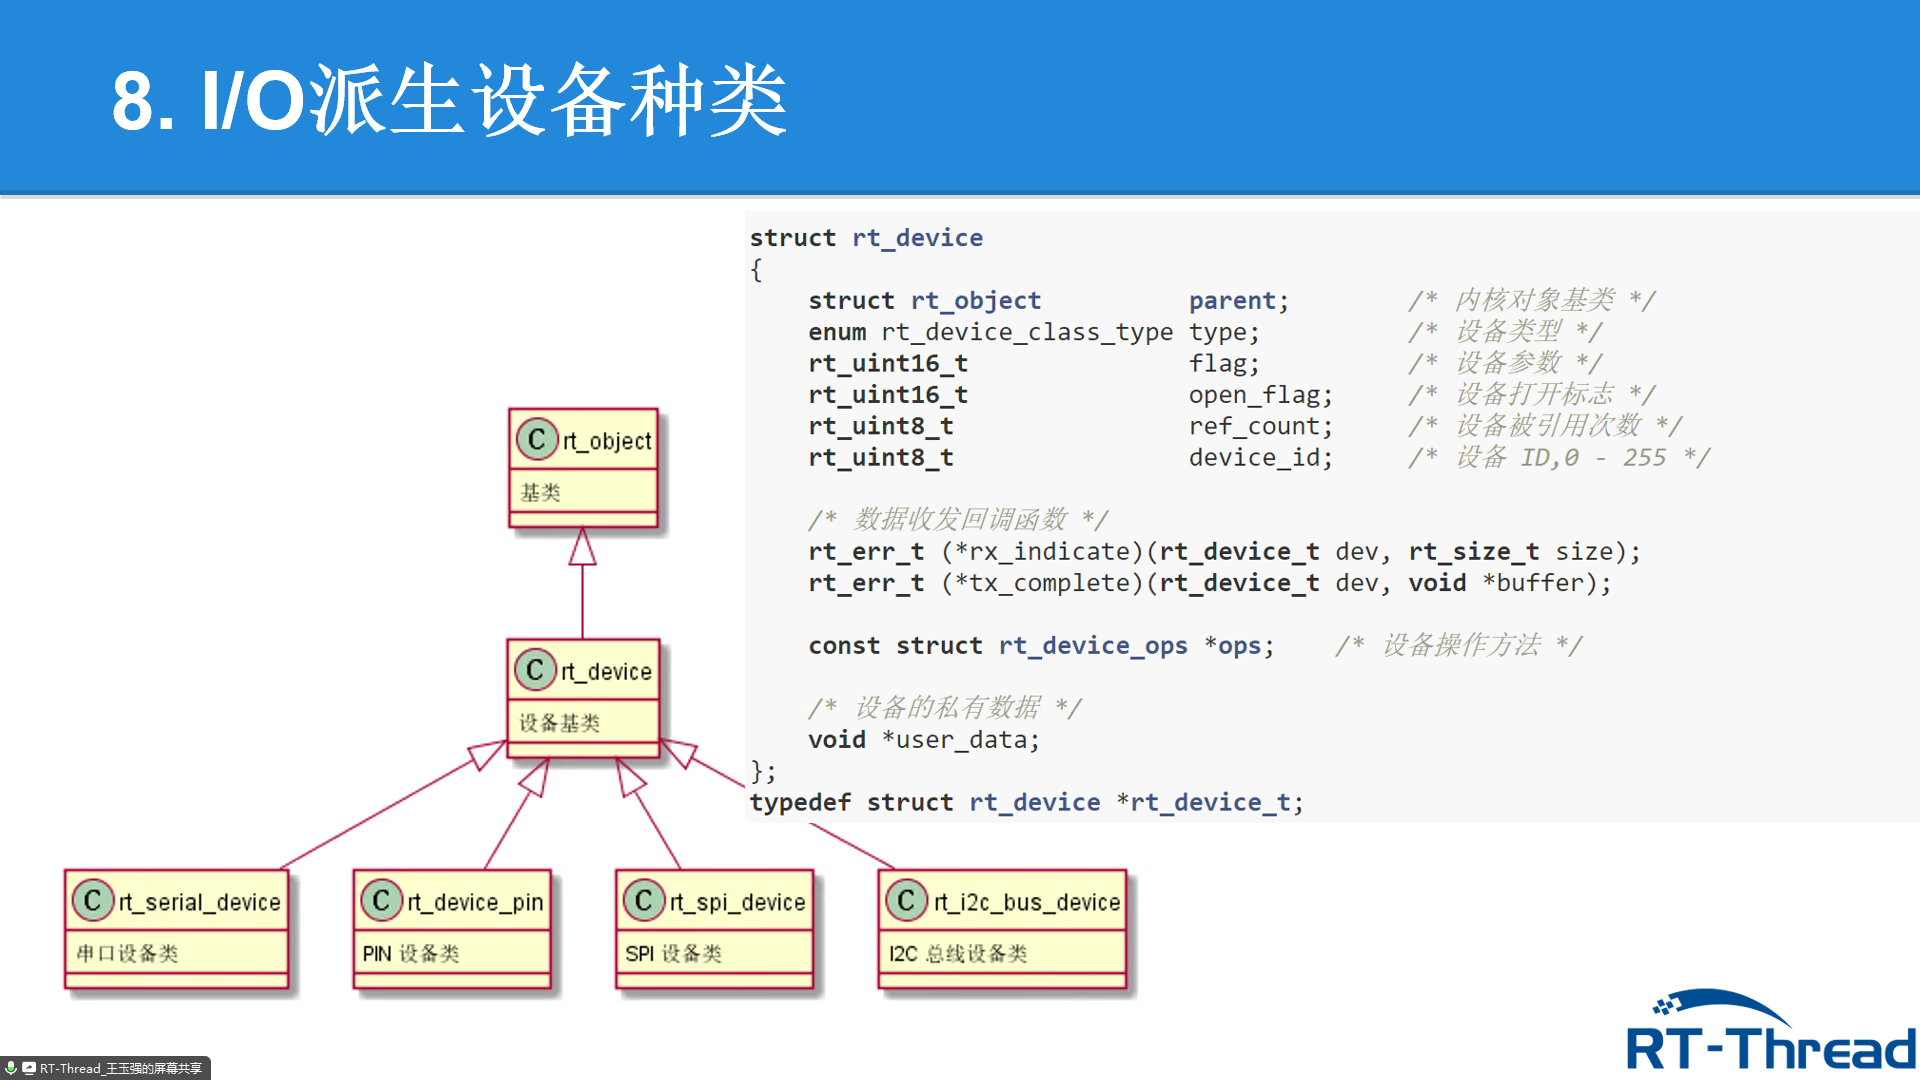 8. I/O派生设备种类
struct rt_device
{
    struct rt_object          parent;        /* 内核对象基类 */
    enum rt_device_class_type type;          /* 设备类型 */
    rt_uint16_t               flag;          /* 设备参数 */
    rt_uint16_t               open_flag;     /* 设备打开标志 */
    rt_uint8_t                ref_count;     /* 设备被引用次数 */
    rt_uint8_t                device_id;     /* 设备 ID,0 - 255 */
    /* 数据收发回调函数 */
    rt_err_t (*rx_indicate)(rt_device_t dev, rt_size_t size);
    rt_err_t (*tx_complete)(rt_device_t dev, void *buffer);
    const struct rt_device_ops *ops;    /* 设备操作方法 */
    /* 设备的私有数据 */
    void *user_data;
};
typedef struct rt_device *rt_device_t;
C rt_object
基类
C rt_device
设备基类
C rt_serial_device
串口设备类
C rt_device_pin
PIN 设备类
C rt_spi_device
SPI 设备类
C rt_i2c_bus_device
I2C 总线设备类
RT-Thread
RT-Thread_王玉强的屏幕共享